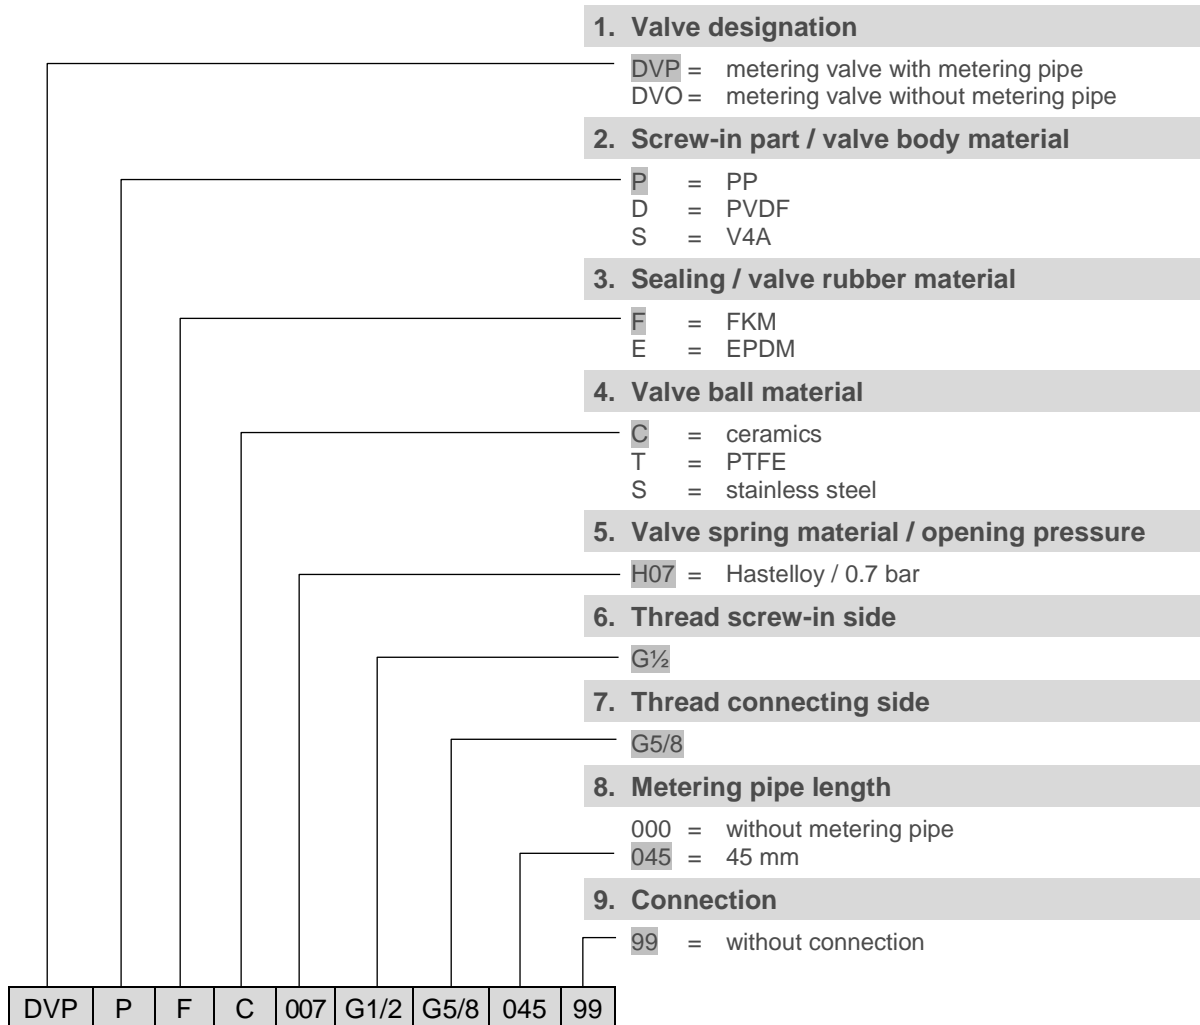 1. Valve designation
DVP = metering valve with metering pipe
DVO = metering valve without metering pipe
2. Screw-in part / valve body material
P = PP
D = PVDF
S = V4A
3. Sealing / valve rubber material
F = FKM
E = EPDM
4. Valve ball material
C = ceramics
T = PTFE
S = stainless steel
5. Valve spring material / opening pressure
H07 = Hastelloy / 0.7 bar
6. Thread screw-in side
G½
7. Thread connecting side
G5/8
8. Metering pipe length
000 = without metering pipe
045 = 45 mm
9. Connection
99 = without connection
DVP P F C 007 G1/2 G5/8 045 99